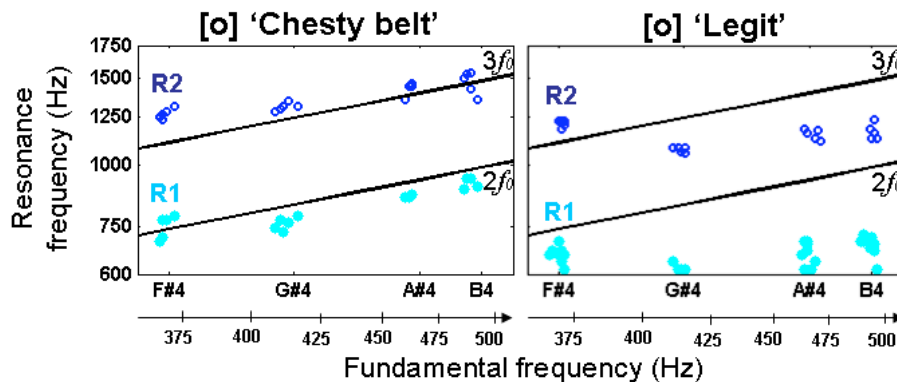 [o] 'Chesty belt' [o] 'Legit'
Resonance frequency (Hz)
1750
1500
1250
1000
750
600
R2
R1
3f₀
2f₀
R2
R1
3f₀
2f₀
F#4 G#4 A#4 B4 F#4 G#4 A#4 B4
375 400 425 450 475 500 375 400 425 450 475 500
Fundamental frequency (Hz)